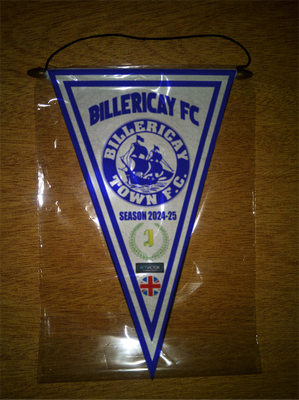 BILLERICAY FC
BILLERICAY
TOWN F.C.
SEASON 2024-25